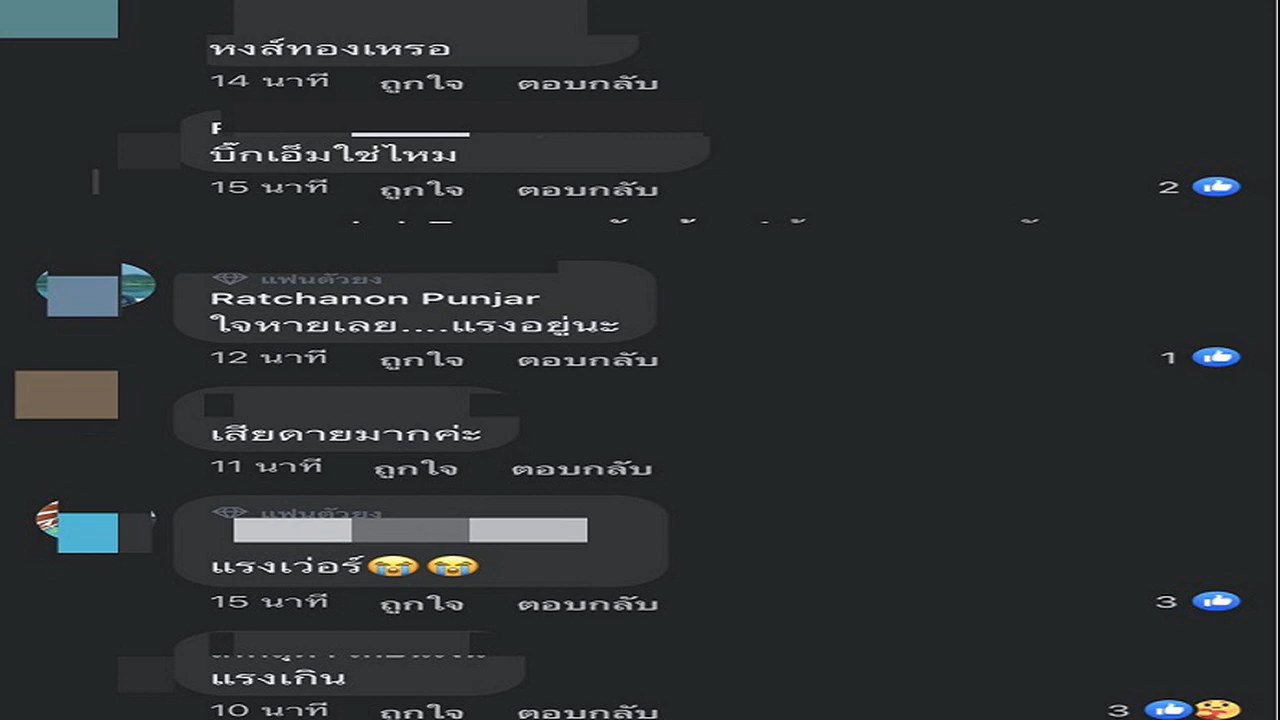 หงส์ทองเหรอ
14 นาที ถูกใจ ตอบกลับ
บิ๊กเอ็มใช่ไหม
15 นาที ถูกใจ ตอบกลับ 2
แฟนตัวยง
Ratchanon Punjar
ใจหายเลย....แรงอยู่นะ
12 นาที ถูกใจ ตอบกลับ 1
เสียดายมากค่ะ
11 นาที ถูกใจ ตอบกลับ
แฟนตัวยง
แรงเว่อร์😭😭
15 นาที ถูกใจ ตอบกลับ 3
แรงเกิน
10 นาที ถูกใจ ตอบกลับ 3